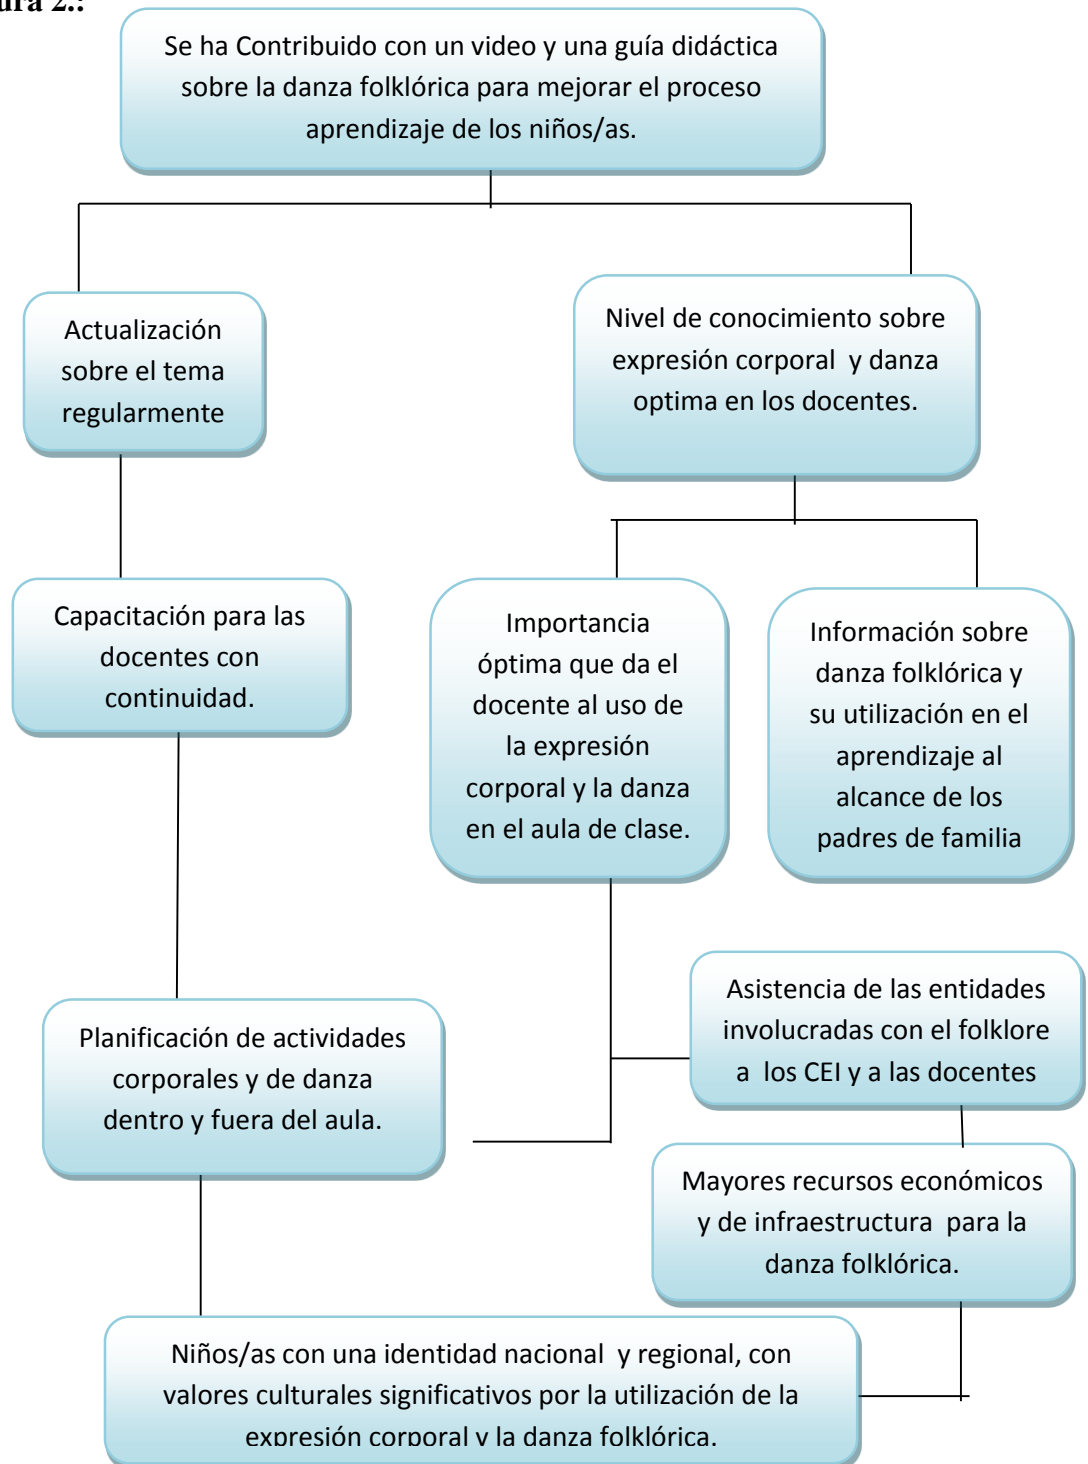 ura 2.:
Se ha Contribuido con un video y una guía didáctica
sobre la danza folklórica para mejorar el proceso
aprendizaje de los niños/as.
Actualización
sobre el tema
regularmente
Nivel de conocimiento sobre
expresión corporal y danza
optima en los docentes.
Capacitación para las
docentes con
continuidad.
Importancia
óptima que da el
docente al uso de
la expresión
corporal y la danza
en el aula de clase.
Información sobre
danza folklórica y
su utilización en el
aprendizaje al
alcance de los
padres de familia
Asistencia de las entidades
involucradas con el folklore
a los CEI y a las docentes
Planificación de actividades
corporales y de danza
dentro y fuera del aula.
Mayores recursos económicos
y de infraestructura para la
danza folklórica.
Niños/as con una identidad nacional y regional, con
valores culturales significativos por la utilización de la
expresión corporal y la danza folklórica.